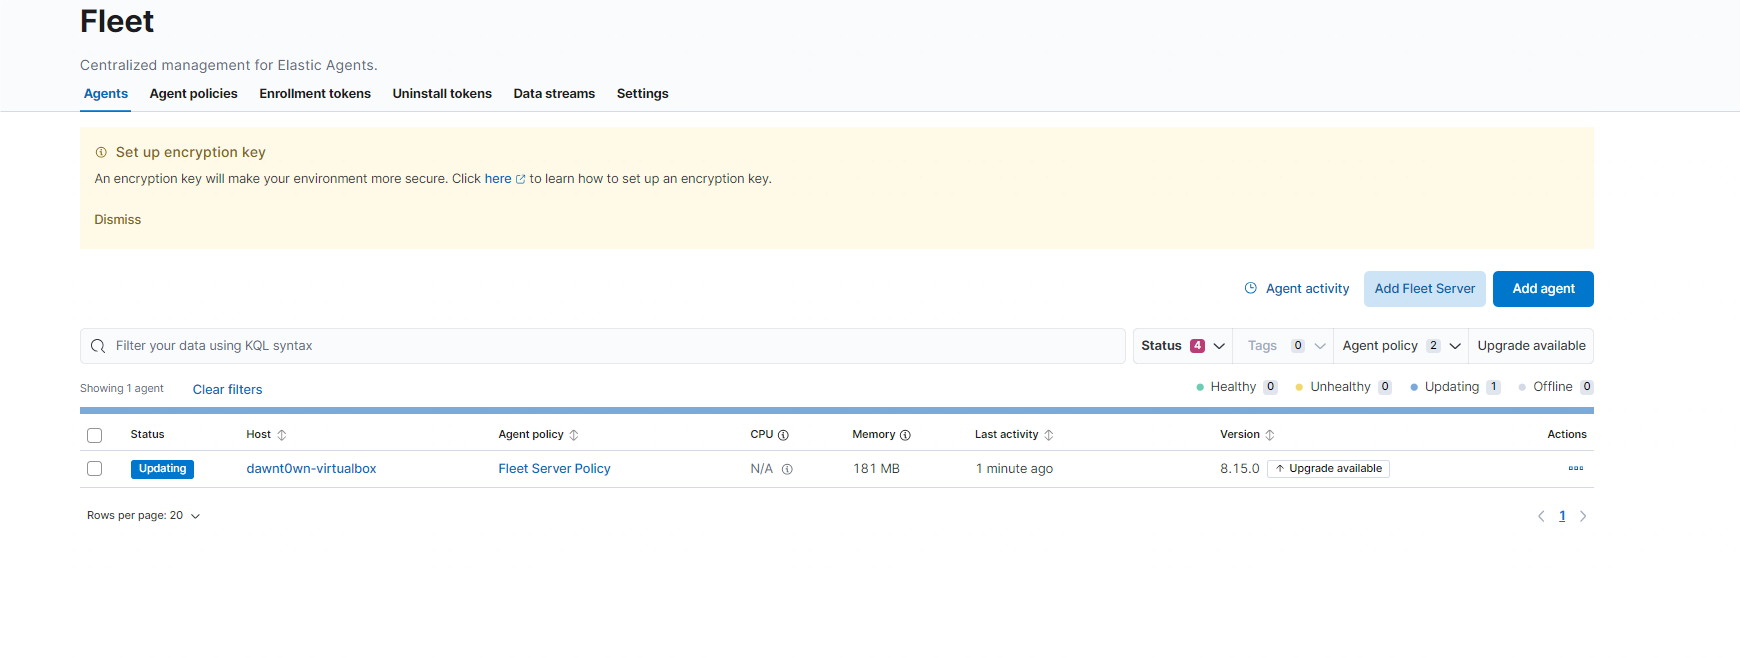 Fleet
Centralized management for Elastic Agents.
Agents Agent policies Enrollment tokens Uninstall tokens Data streams Settings
Set up encryption key
An encryption key will make your environment more secure. Click here to learn how to set up an encryption key.
Dismiss
Agent activity Add Fleet Server Add agent
Filter your data using KQL syntax Status 4 Tags 0 Agent policy 2 Upgrade available
Showing 1 agent Clear filters Healthy 0 Unhealthy 0 Updating 1 Offline 0
Status Host Agent policy CPU Memory Last activity Version Actions
Updating dawnt0wn-virtualbox Fleet Server Policy N/A 181 MB 1 minute ago 8.15.0 Upgrade available
Rows per page: 20 1